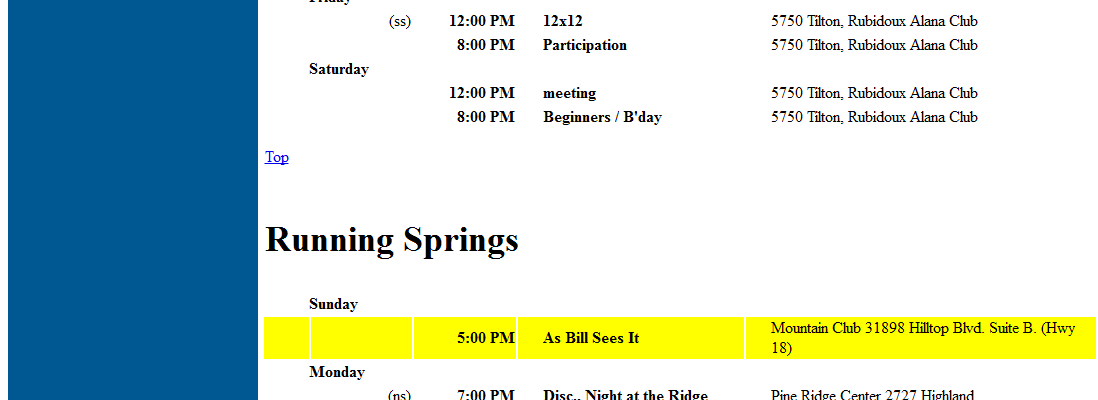 Friday
(ss) 12:00 PM 12x12 5750 Tilton, Rubidoux Alana Club
8:00 PM Participation 5750 Tilton, Rubidoux Alana Club
Saturday
12:00 PM meeting 5750 Tilton, Rubidoux Alana Club
8:00 PM Beginners / B'day 5750 Tilton, Rubidoux Alana Club
Top
Running Springs
Sunday
5:00 PM As Bill Sees It Mountain Club 31898 Hilltop Blvd. Suite B. (Hwy
18)
Monday
(ns) 7:00 PM Disc., Night at the Ridge Pine Ridge Center 2727 Highland